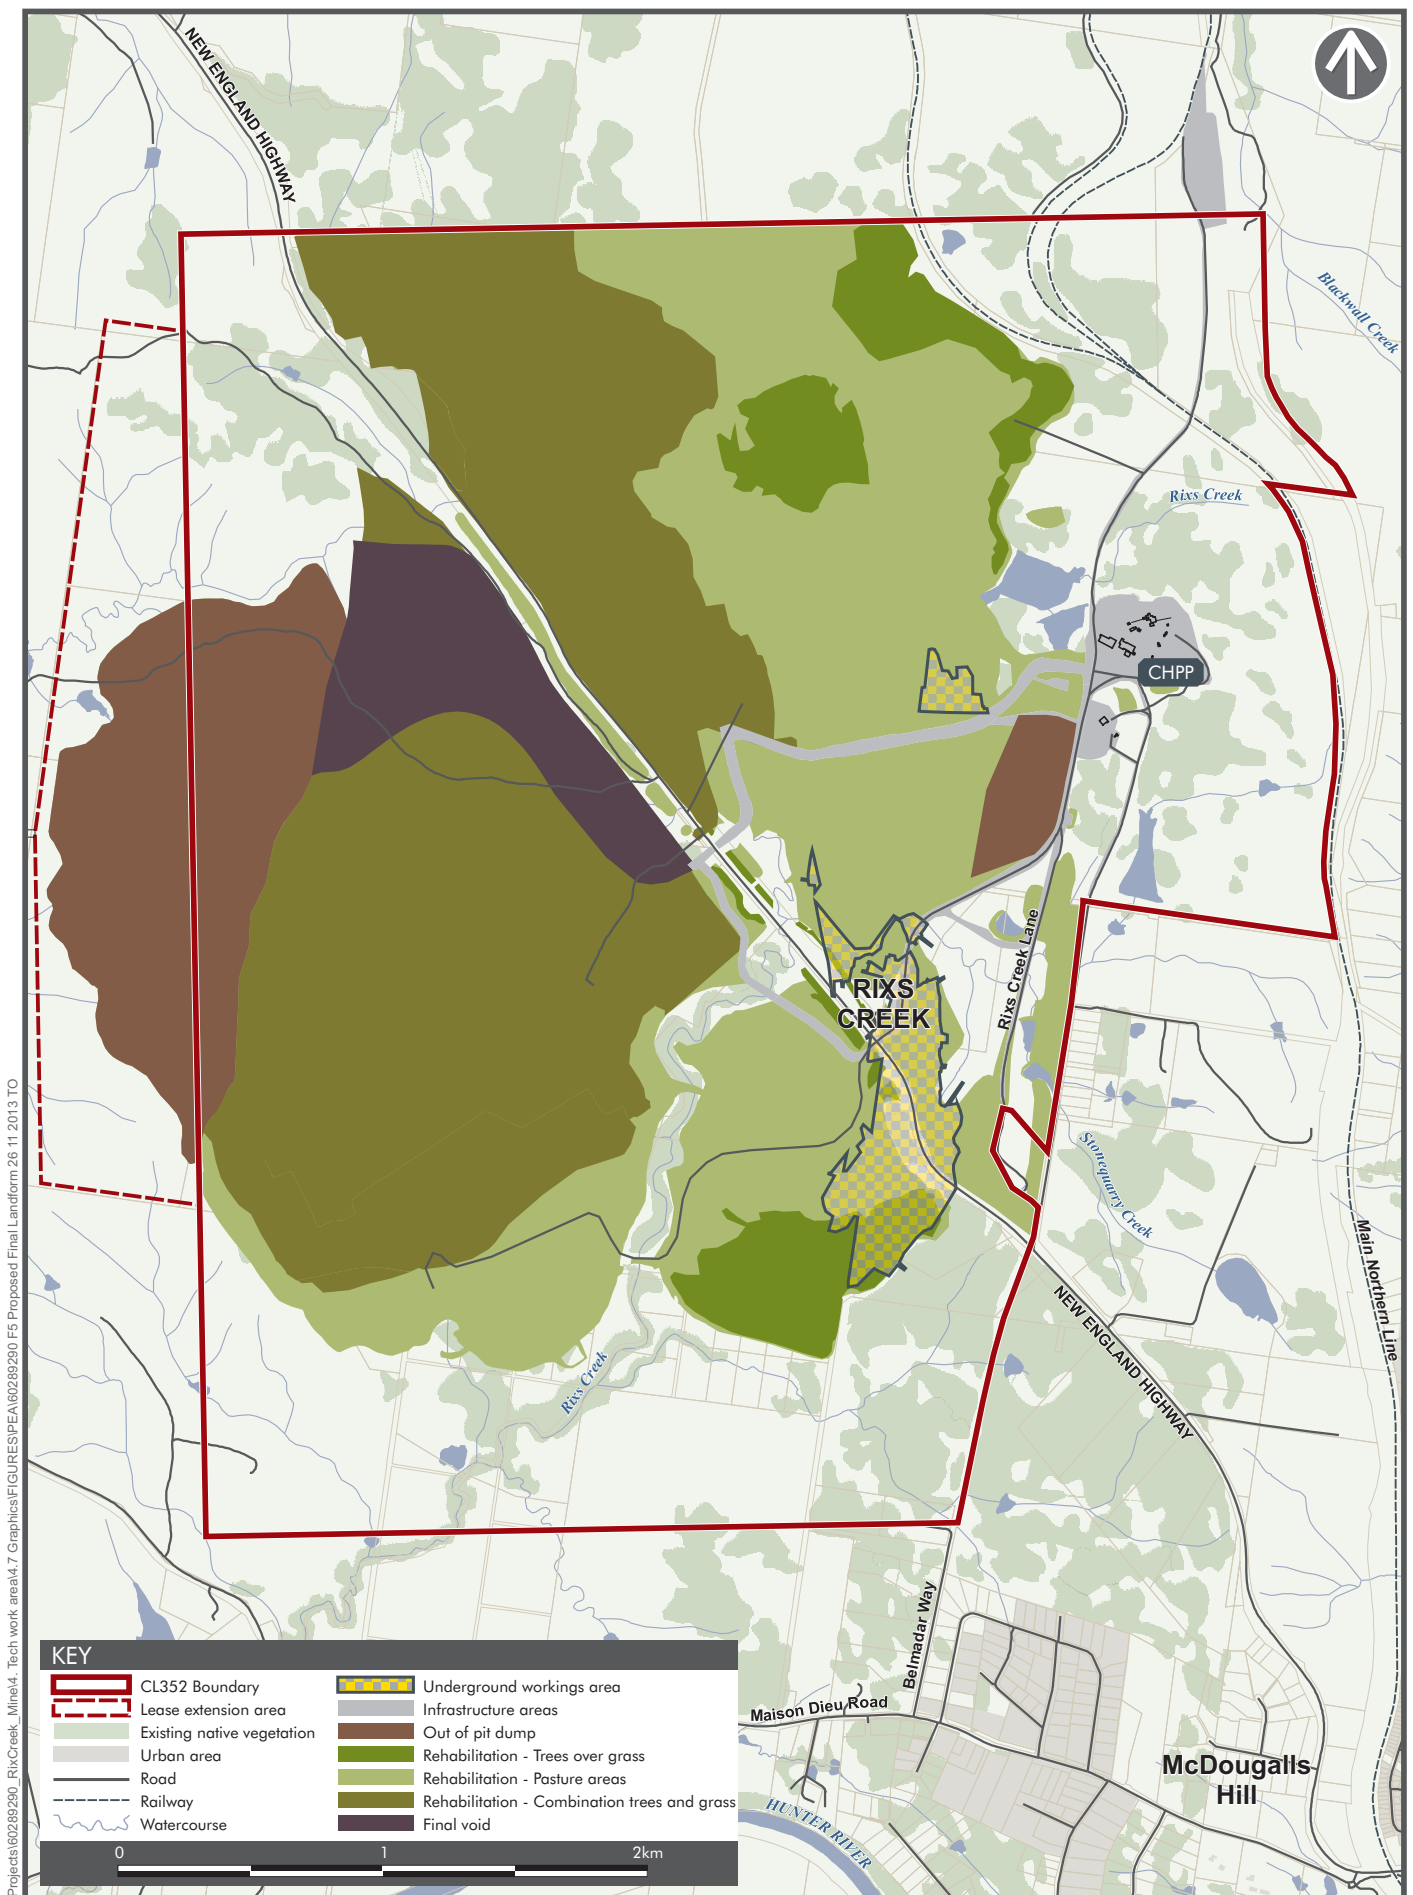 NEW ENGLAND HIGHWAY
Blackwall Creek
Rixs Creek
CHPP
RIXS
CREEK
Rixs Creek Lane
Stonequarry Creek
Main Northern Line
NEW ENGLAND HIGHWAY
Rixs Creek
Belmadar Way
Maison Dieu Road
McDougalls
Hill
HUNTER RIVER
KEY
CL352 Boundary
Lease extension area
Existing native vegetation
Urban area
Road
Railway
Watercourse
Underground workings area
Infrastructure areas
Out of pit dump
Rehabilitation - Trees over grass
Rehabilitation - Pasture areas
Rehabilitation - Combination trees and grass
Final void
0 1 2km
Projects\60289290_RixCreek_Mine\4. Tech work area\4.7 Graphics\FIGURES\PEA\60289290 F5 Proposed Final Landform 26 11 2013 TO